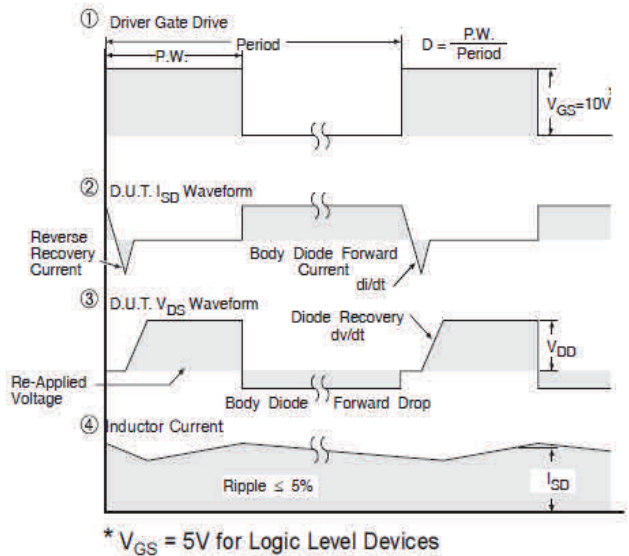 ① Driver Gate Drive
P.W.
Period
D = P.W.
Period
V_GS=10V*
② D.U.T. I_SD Waveform
Reverse
Recovery
Current
Body Diode Forward
Current
di/dt
③ D.U.T. V_DS Waveform
Diode Recovery
dv/dt
V_DD
Re-Applied
Voltage
Body Diode Forward Drop
④ Inductor Current
Ripple ≤ 5%
I_SD
* V_GS = 5V for Logic Level Devices